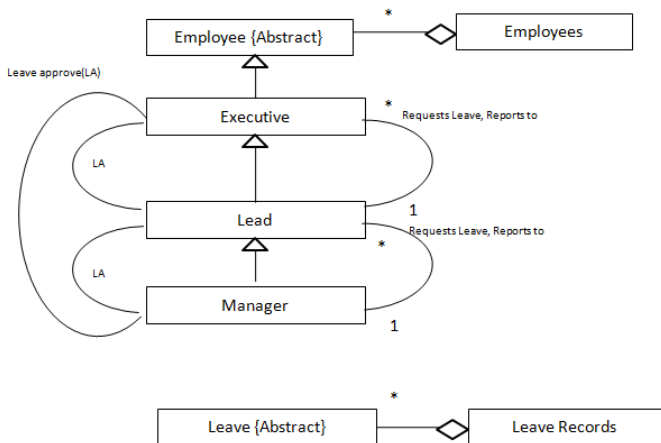 *
Employee {Abstract}
Employees
Leave approve(LA)
*
Requests Leave, Reports to
Executive
LA
1
Lead
Requests Leave, Reports to
*
LA
Manager
1
*
Leave {Abstract}
Leave Records